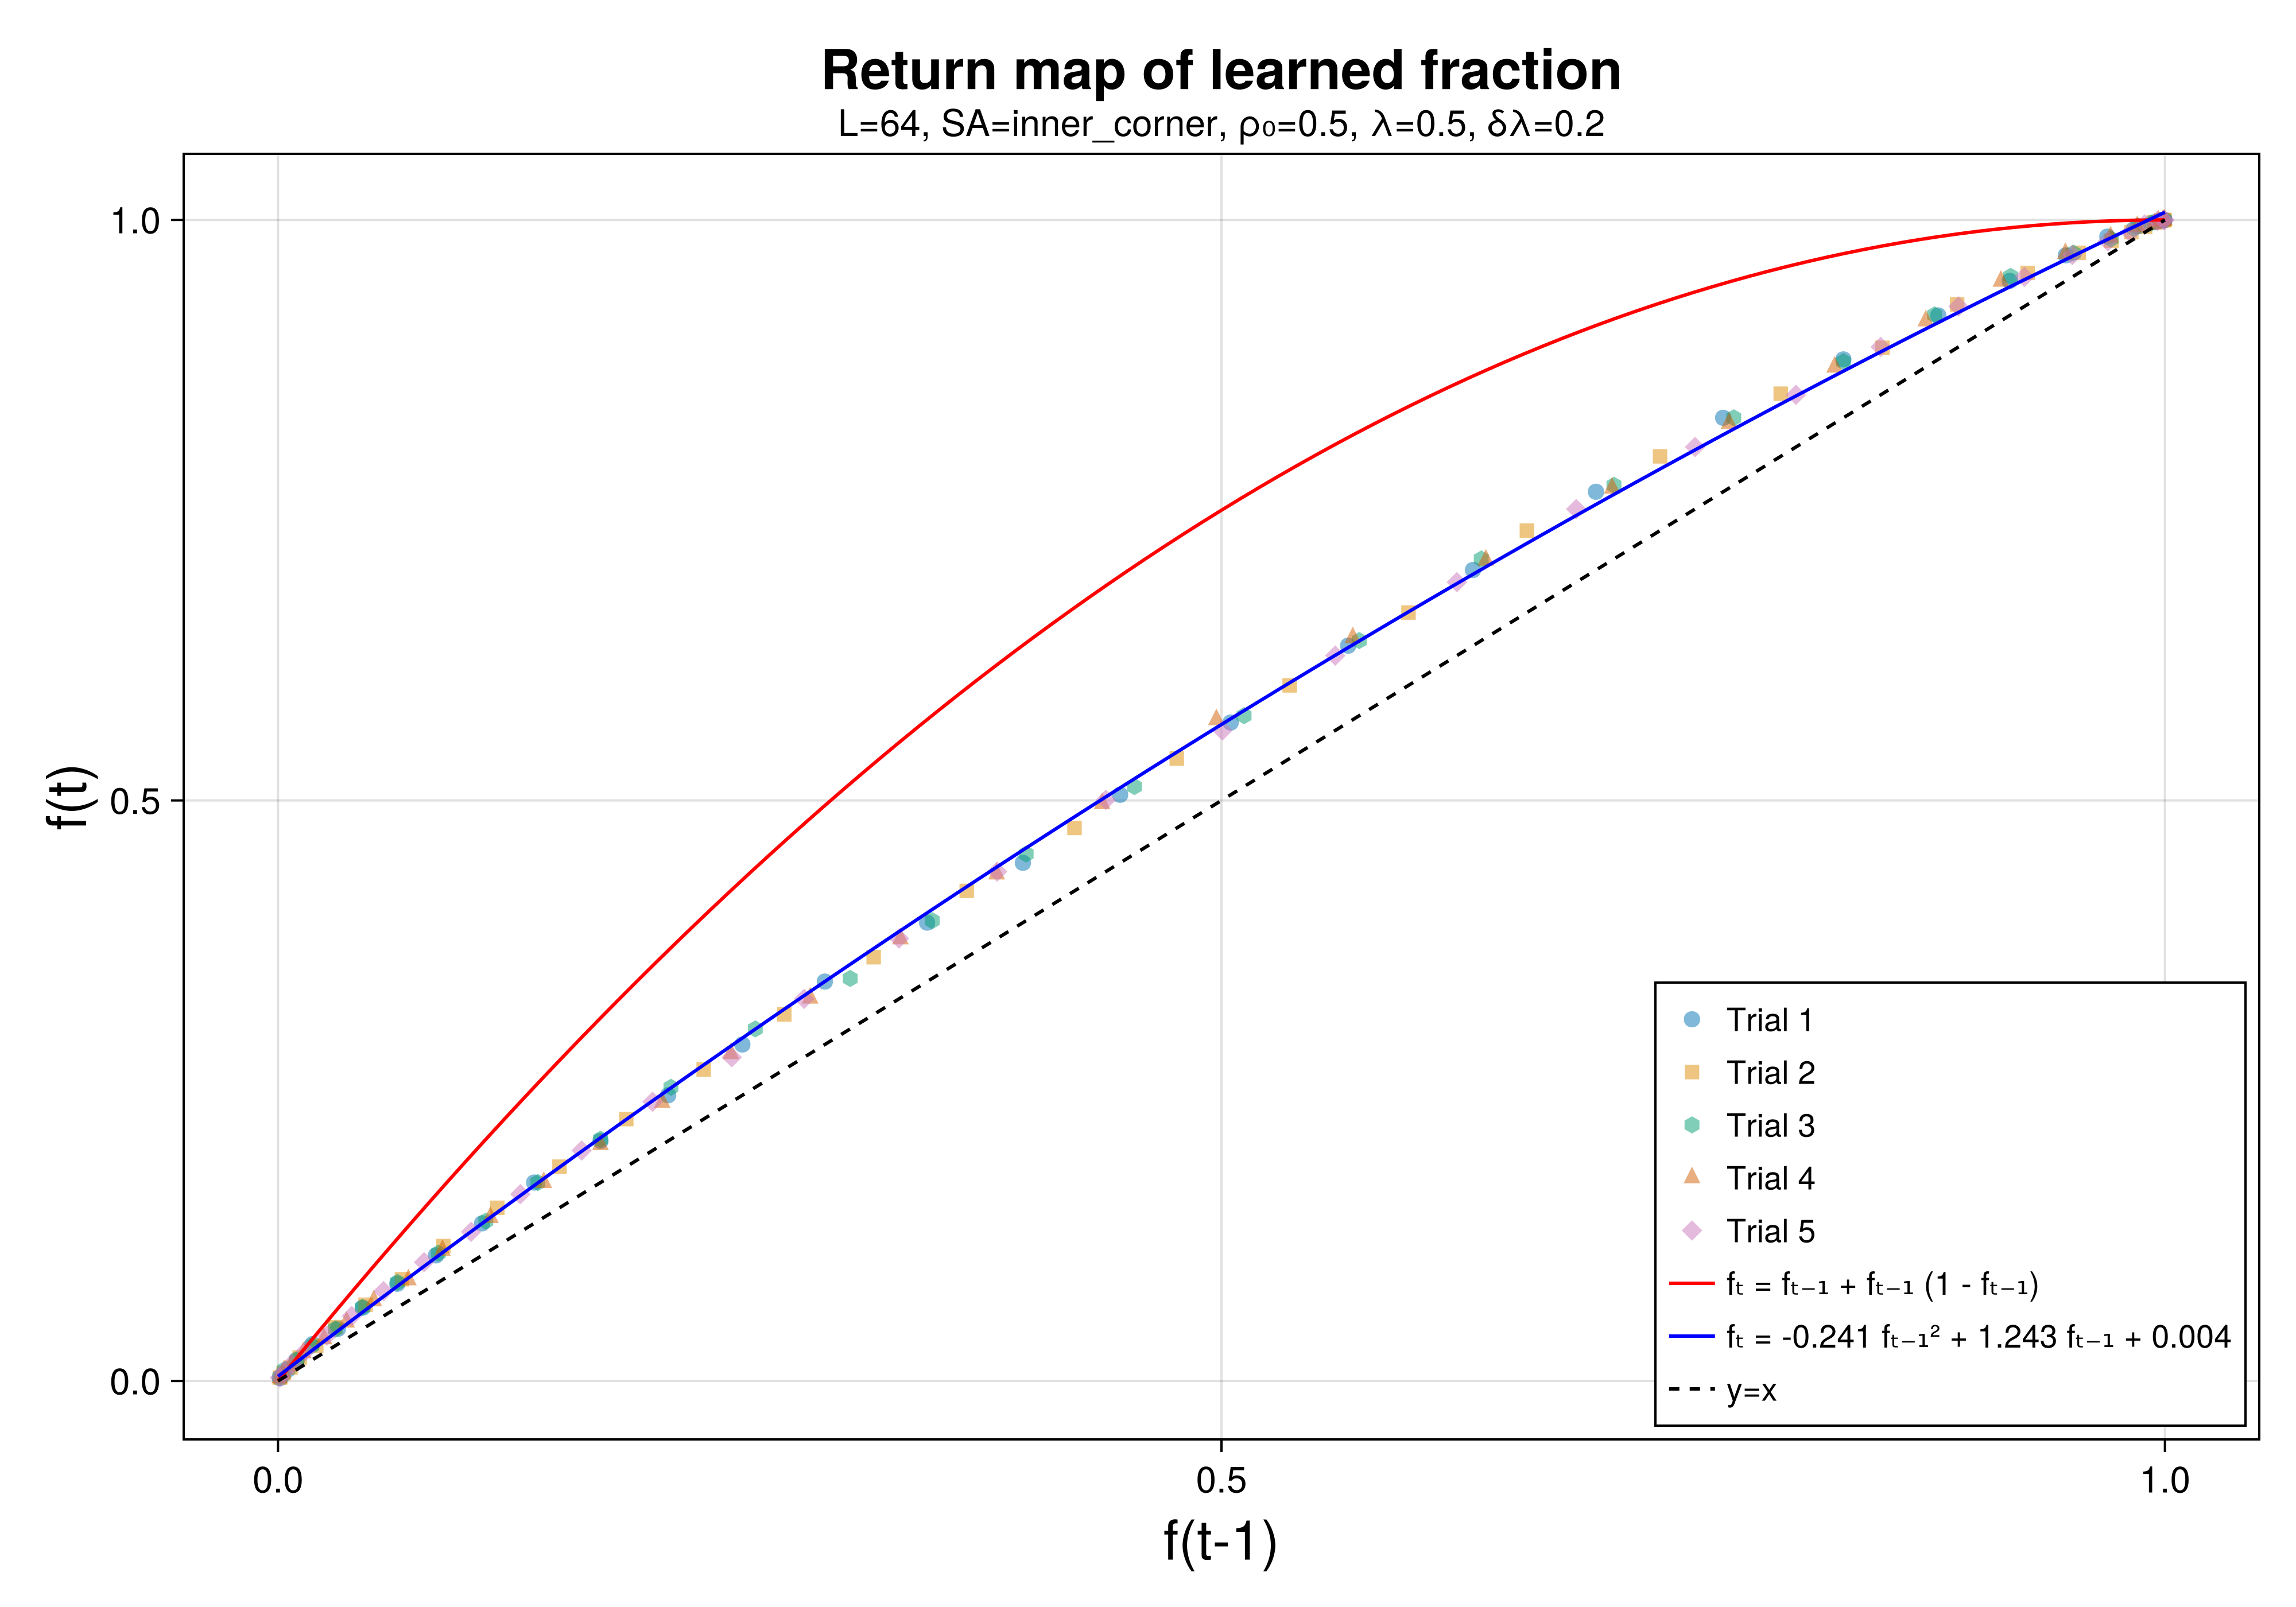 Return map of learned fraction
L=64, SA=inner_corner, ρ₀=0.5, λ=0.5, δλ=0.2
f(t)
1.0
0.5
0.0
0.0 0.5 1.0
f(t-1)
Trial 1
Trial 2
Trial 3
Trial 4
Trial 5
fₜ = fₜ₋₁ + fₜ₋₁ (1 - fₜ₋₁)
fₜ = -0.241 fₜ₋₁² + 1.243 fₜ₋₁ + 0.004
y=x